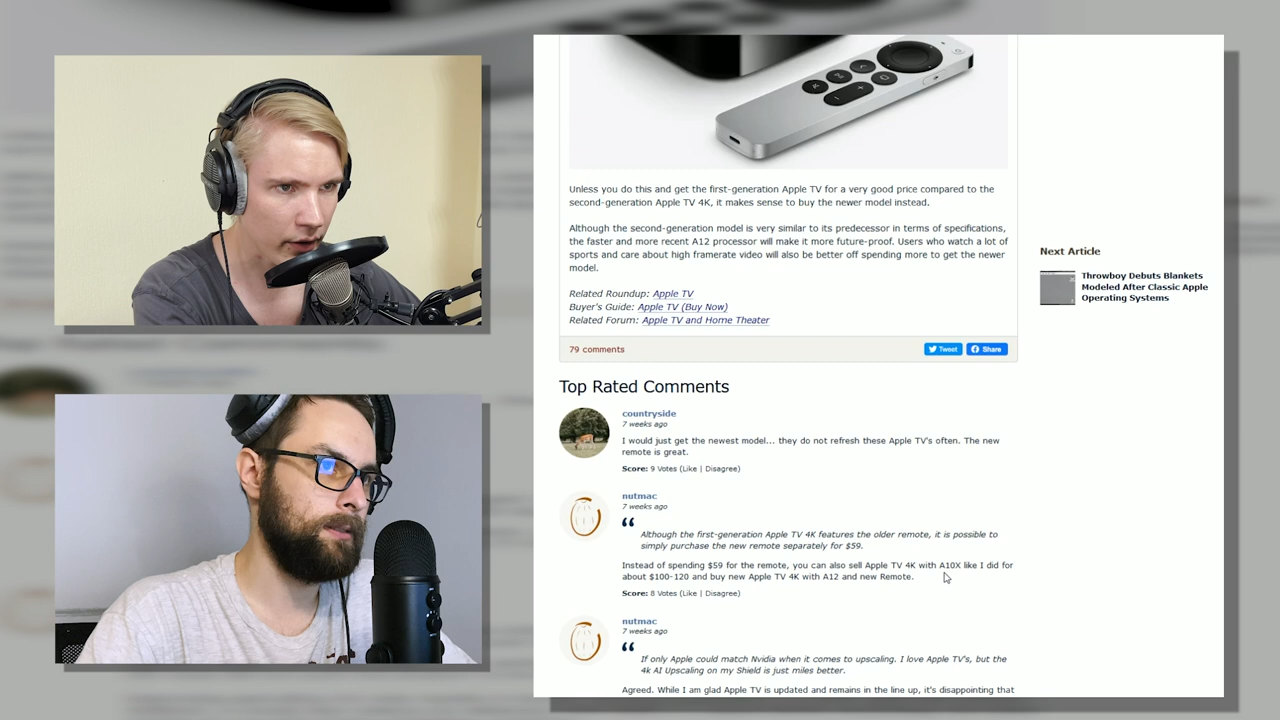 Unless you do this and get the first-generation Apple TV for a very good price compared to the
second-generation Apple TV 4K, it makes sense to buy the newer model instead.
Although the second-generation model is very similar to its predecessor in terms of specifications,
the faster and more recent A12 processor will make it more future-proof. Users who watch a lot of
sports and care about high framerate video will also be better off spending more to get the newer
model.
Related Roundup: Apple TV
Buyer's Guide: Apple TV (Buy Now)
Related Forum: Apple TV and Home Theater
79 comments
Tweet
Share
Next Article
Throwboy Debuts Blankets
Modeled After Classic Apple
Operating Systems
Top Rated Comments
countryside
7 weeks ago
I would just get the newest model... they do not refresh these Apple TV's often. The new
remote is great.
Score: 9 Votes (Like | Disagree)
nutmac
7 weeks ago
“
Although the first-generation Apple TV 4K features the older remote, it is possible to
simply purchase the new remote separately for $59.
Instead of spending $59 for the remote, you can also sell Apple TV 4K with A10X like I did for
about $100-120 and buy new Apple TV 4K with A12 and new Remote.
Score: 8 Votes (Like | Disagree)
nutmac
7 weeks ago
“
If only Apple could match Nvidia when it comes to upscaling. I love Apple TV's, but the
4k AI Upscaling on my Shield is just miles better.
Agreed. While I am glad Apple TV is updated and remains in the line up, it's disappointing that